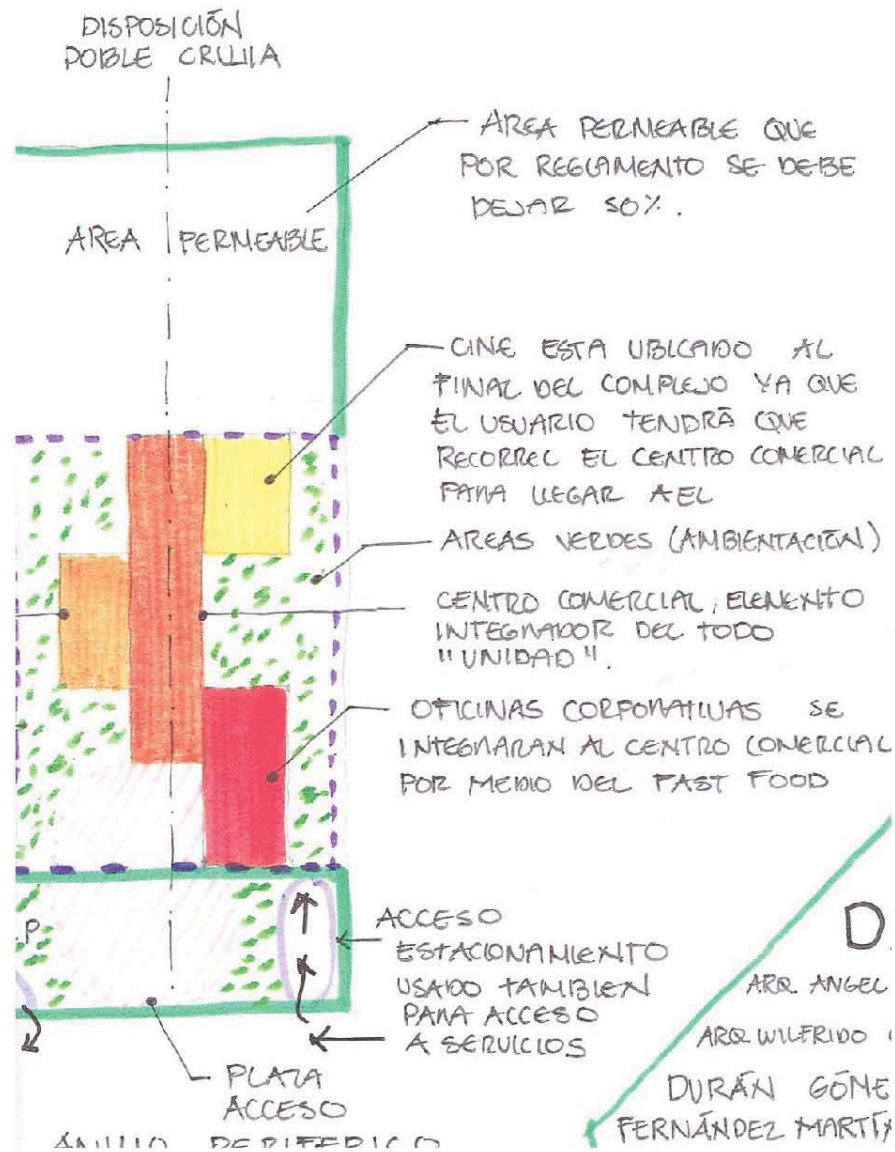 DISPOSICIÓN
DOBLE CRUJIA
AREA PERMEABLE QUE
POR REGLAMENTO SE DEBE
DEJAR 50%.
AREA PERMEABLE
CINE ESTA UBICADO AL
FINAL DEL COMPLEJO YA QUE
EL USUARIO TENDRÁ QUE
RECORRER EL CENTRO COMERCIAL
PARA LLEGAR A EL
AREAS VERDES (AMBIENTACIÓN)
CENTRO COMERCIAL, ELEMENTO
INTEGRADOR DEL TODO
"UNIDAD".
OFICINAS CORPORATIVAS SE
INTEGRARAN AL CENTRO COMERCIAL
POR MEDIO DEL FAST FOOD
.P.
ACCESO
ESTACIONAMIENTO
USADO TAMBIEN
PARA ACCESO
A SERVICIOS
PLAZA
ACCESO
ANILLO PERIFERICO
D.
ARQ. ANGEL
ARQ. WILFRIDO
DURÁN GÓME
FERNÁNDEZ MARTÍN